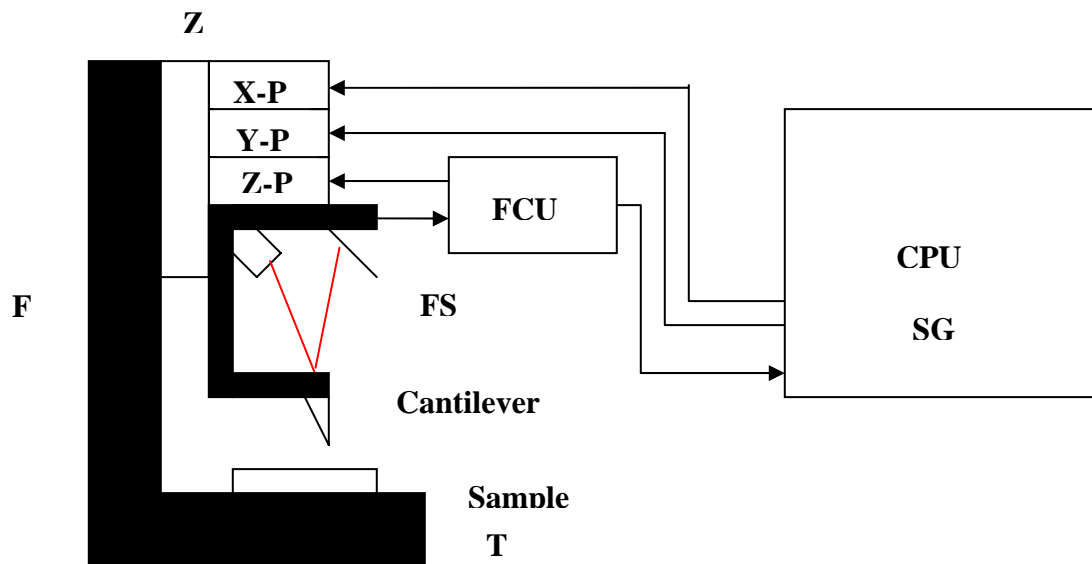 Z
X-P
Y-P
Z-P
FCU
CPU
F
FS
SG
Cantilever
Sample
T